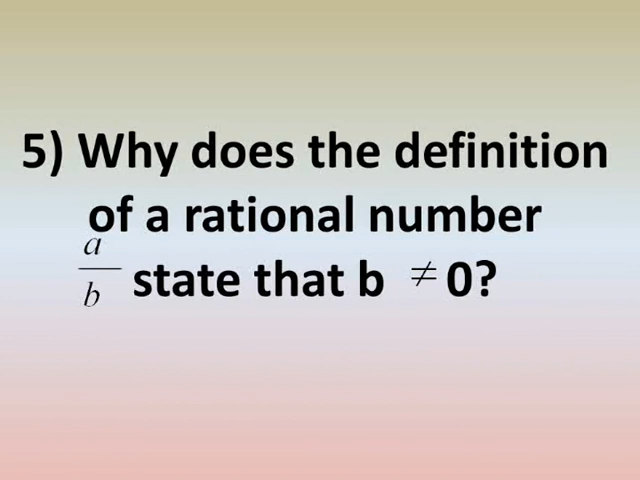 5) Why does the definition
of a rational number
a/b state that b ≠ 0?